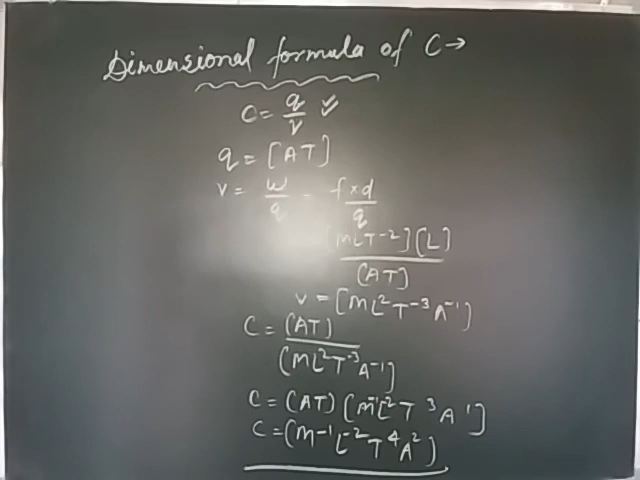 Dimensional formula of C→
C = q/v
q = [AT]
v = w/q = f×d/q
[MLT⁻²][L]
(AT)
v = [ML²T⁻³A⁻¹]
C = (AT)
(ML²T⁻³A⁻¹]
C = (AT)[M⁻¹L⁻²T³A¹]
C = (M⁻¹L⁻²T⁴A²)